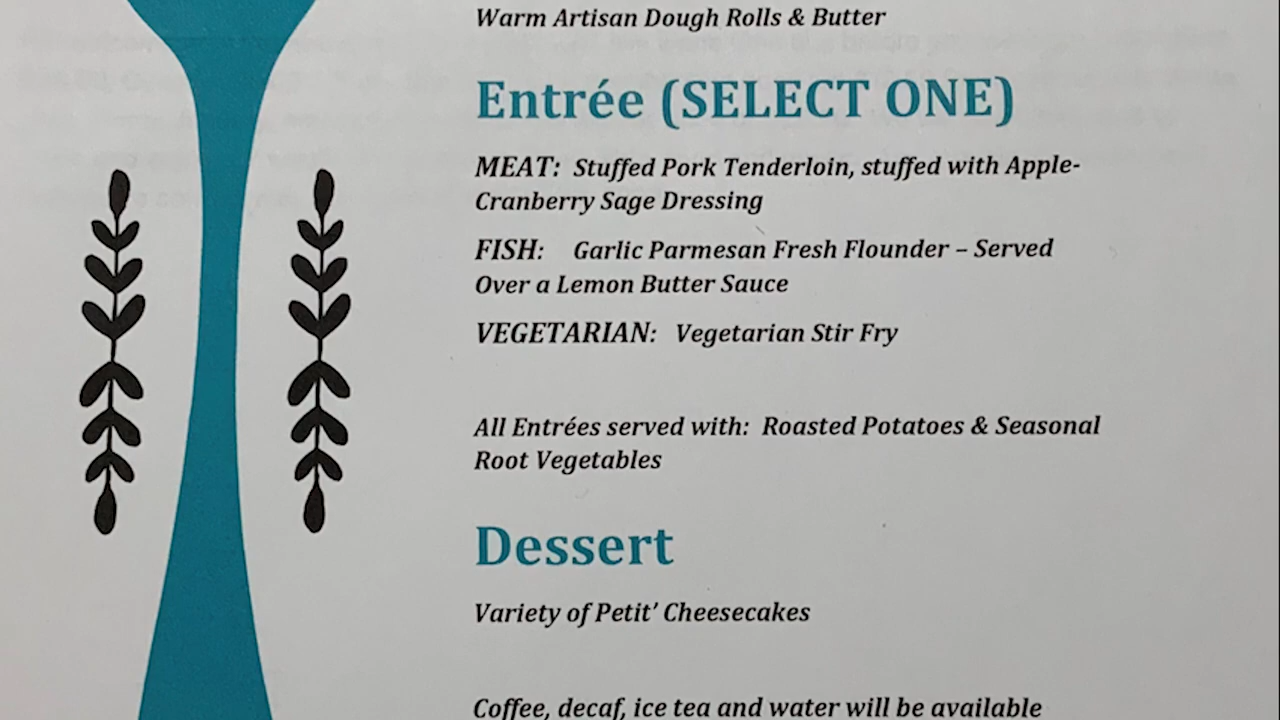 Warm Artisan Dough Rolls & Butter
Entrée (SELECT ONE)
MEAT: Stuffed Pork Tenderloin, stuffed with Apple-
Cranberry Sage Dressing
FISH: Garlic Parmesan Fresh Flounder – Served
Over a Lemon Butter Sauce
VEGETARIAN: Vegetarian Stir Fry
All Entrées served with: Roasted Potatoes & Seasonal
Root Vegetables
Dessert
Variety of Petit’ Cheesecakes
Coffee, decaf, ice tea and water will be available